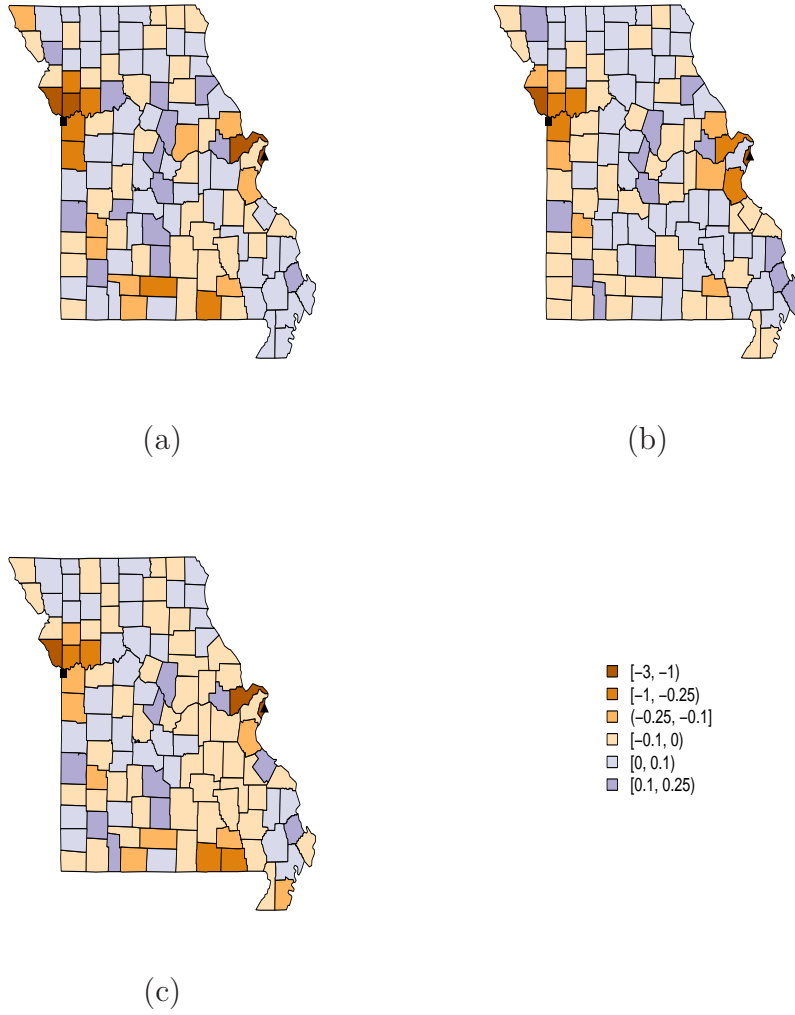 (a)
(b)
[−3, −1)
[−1, −0.25)
(−0.25, −0.1]
[−0.1, 0)
[0, 0.1)
[0.1, 0.25)
(c)